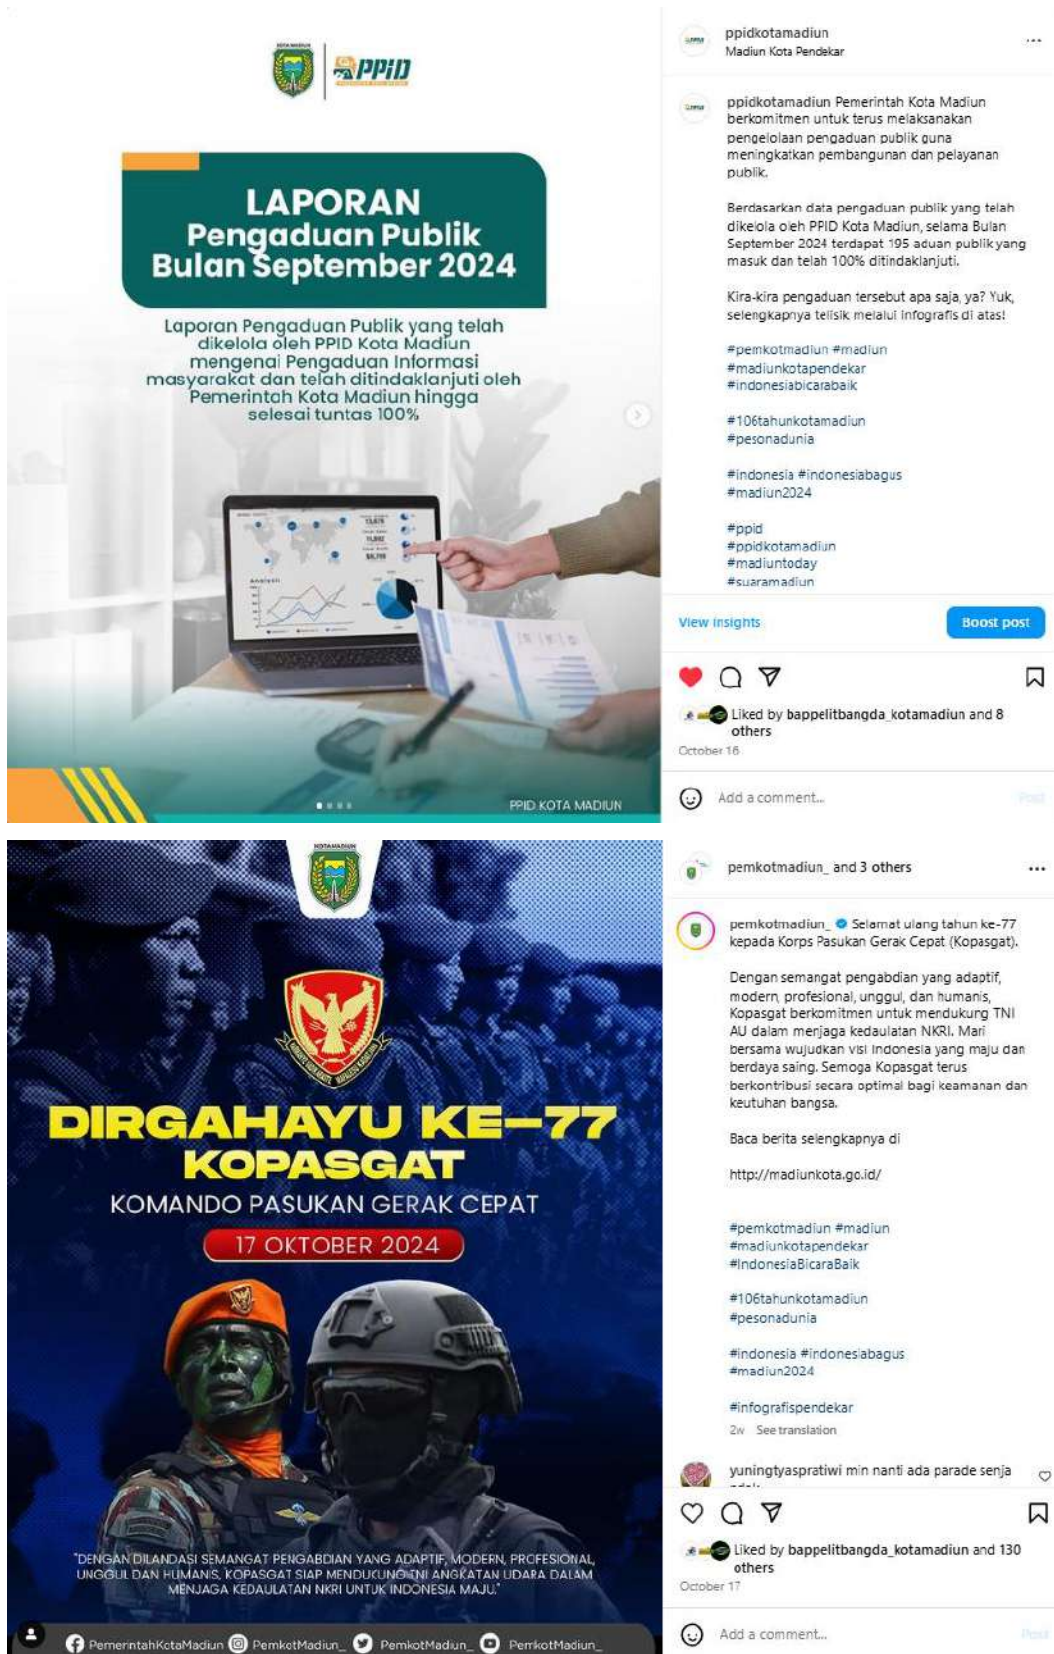 KOTA MADIUN
PPID
LAPORAN
Pengaduan Publik
Bulan September 2024
Laporan Pengaduan Publik yang telah
dikelola oleh PPID Kota Madiun
mengenai Pengaduan Informasi
masyarakat dan telah ditindaklanjuti oleh
Pemerintah Kota Madiun hingga
selesai tuntas 100%
Analysis
PPID KOTA MADIUN
ppidkotamadiun
Madiun Kota Pendekar
ppidkotamadiun Pemerintah Kota Madiun
berkomitmen untuk terus melaksanakan
pengelolaan pengaduan publik guna
meningkatkan pembangunan dan pelayanan
publik.
Berdasarkan data pengaduan publik yang telah
dikelola oleh PPID Kota Madiun, selama Bulan
September 2024 terdapat 195 aduan publik yang
masuk dan telah 100% ditindaklanjuti.
Kira-kira pengaduan tersebut apa saja, ya? Yuk,
selengkapnya telisik melalui infografis di atas!
#pemkotmadiun #madiun
#madiunkotapendekar
#indonesiabicarabaik
#106tahunkotamadiun
#pesonadunia
#indonesia #indonesiabagus
#madiun2024
#ppid
#ppidkotamadiun
#madiuntoday
#suaramadiun
View insights
Boost post
Liked by bappelitbangda_kotamadiun and 8
others
October 16
Add a comment...
Post
KOTA MADIUN
DIRGAHAYU KE-77
KOPASGAT
KOMANDO PASUKAN GERAK CEPAT
17 OKTOBER 2024
"DENGAN DILANDASI SEMANGAT PENGABDIAN YANG ADAPTIF, MODERN, PROFESIONAL,
UNGGUL DAN HUMANIS, KOPASGAT SIAP MENDUKUNG TNI ANGKATAN UDARA DALAM
MENJAGA KEDAULATAN NKRI UNTUK INDONESIA MAJU."
PemerintahKotaMadiun PemkotMadiun_ PemkotMadiun_ PemkotMadiun_
pemkotmadiun_ and 3 others
pemkotmadiun_ Selamat ulang tahun ke-77
kepada Korps Pasukan Gerak Cepat (Kopasgat).
Dengan semangat pengabdian yang adaptif,
modern, profesional, unggul, dan humanis,
Kopasgat berkomitmen untuk mendukung TNI
AU dalam menjaga kedaulatan NKRI. Mari
bersama wujudkan visi Indonesia yang maju dan
berdaya saing. Semoga Kopasgat terus
berkontribusi secara optimal bagi keamanan dan
keutuhan bangsa.
Baca berita selengkapnya di
http://madiunkota.go.id/
#pemkotmadiun #madiun
#madiunkotapendekar
#IndonesiaBicaraBaik
#106tahunkotamadiun
#pesonadunia
#indonesia #indonesiabagus
#madiun2024
#infografispendekar
2w See translation
yuningtyaspratiwi min nanti ada parade senja
Liked by bappelitbangda_kotamadiun and 130
others
October 17
Add a comment...
Post